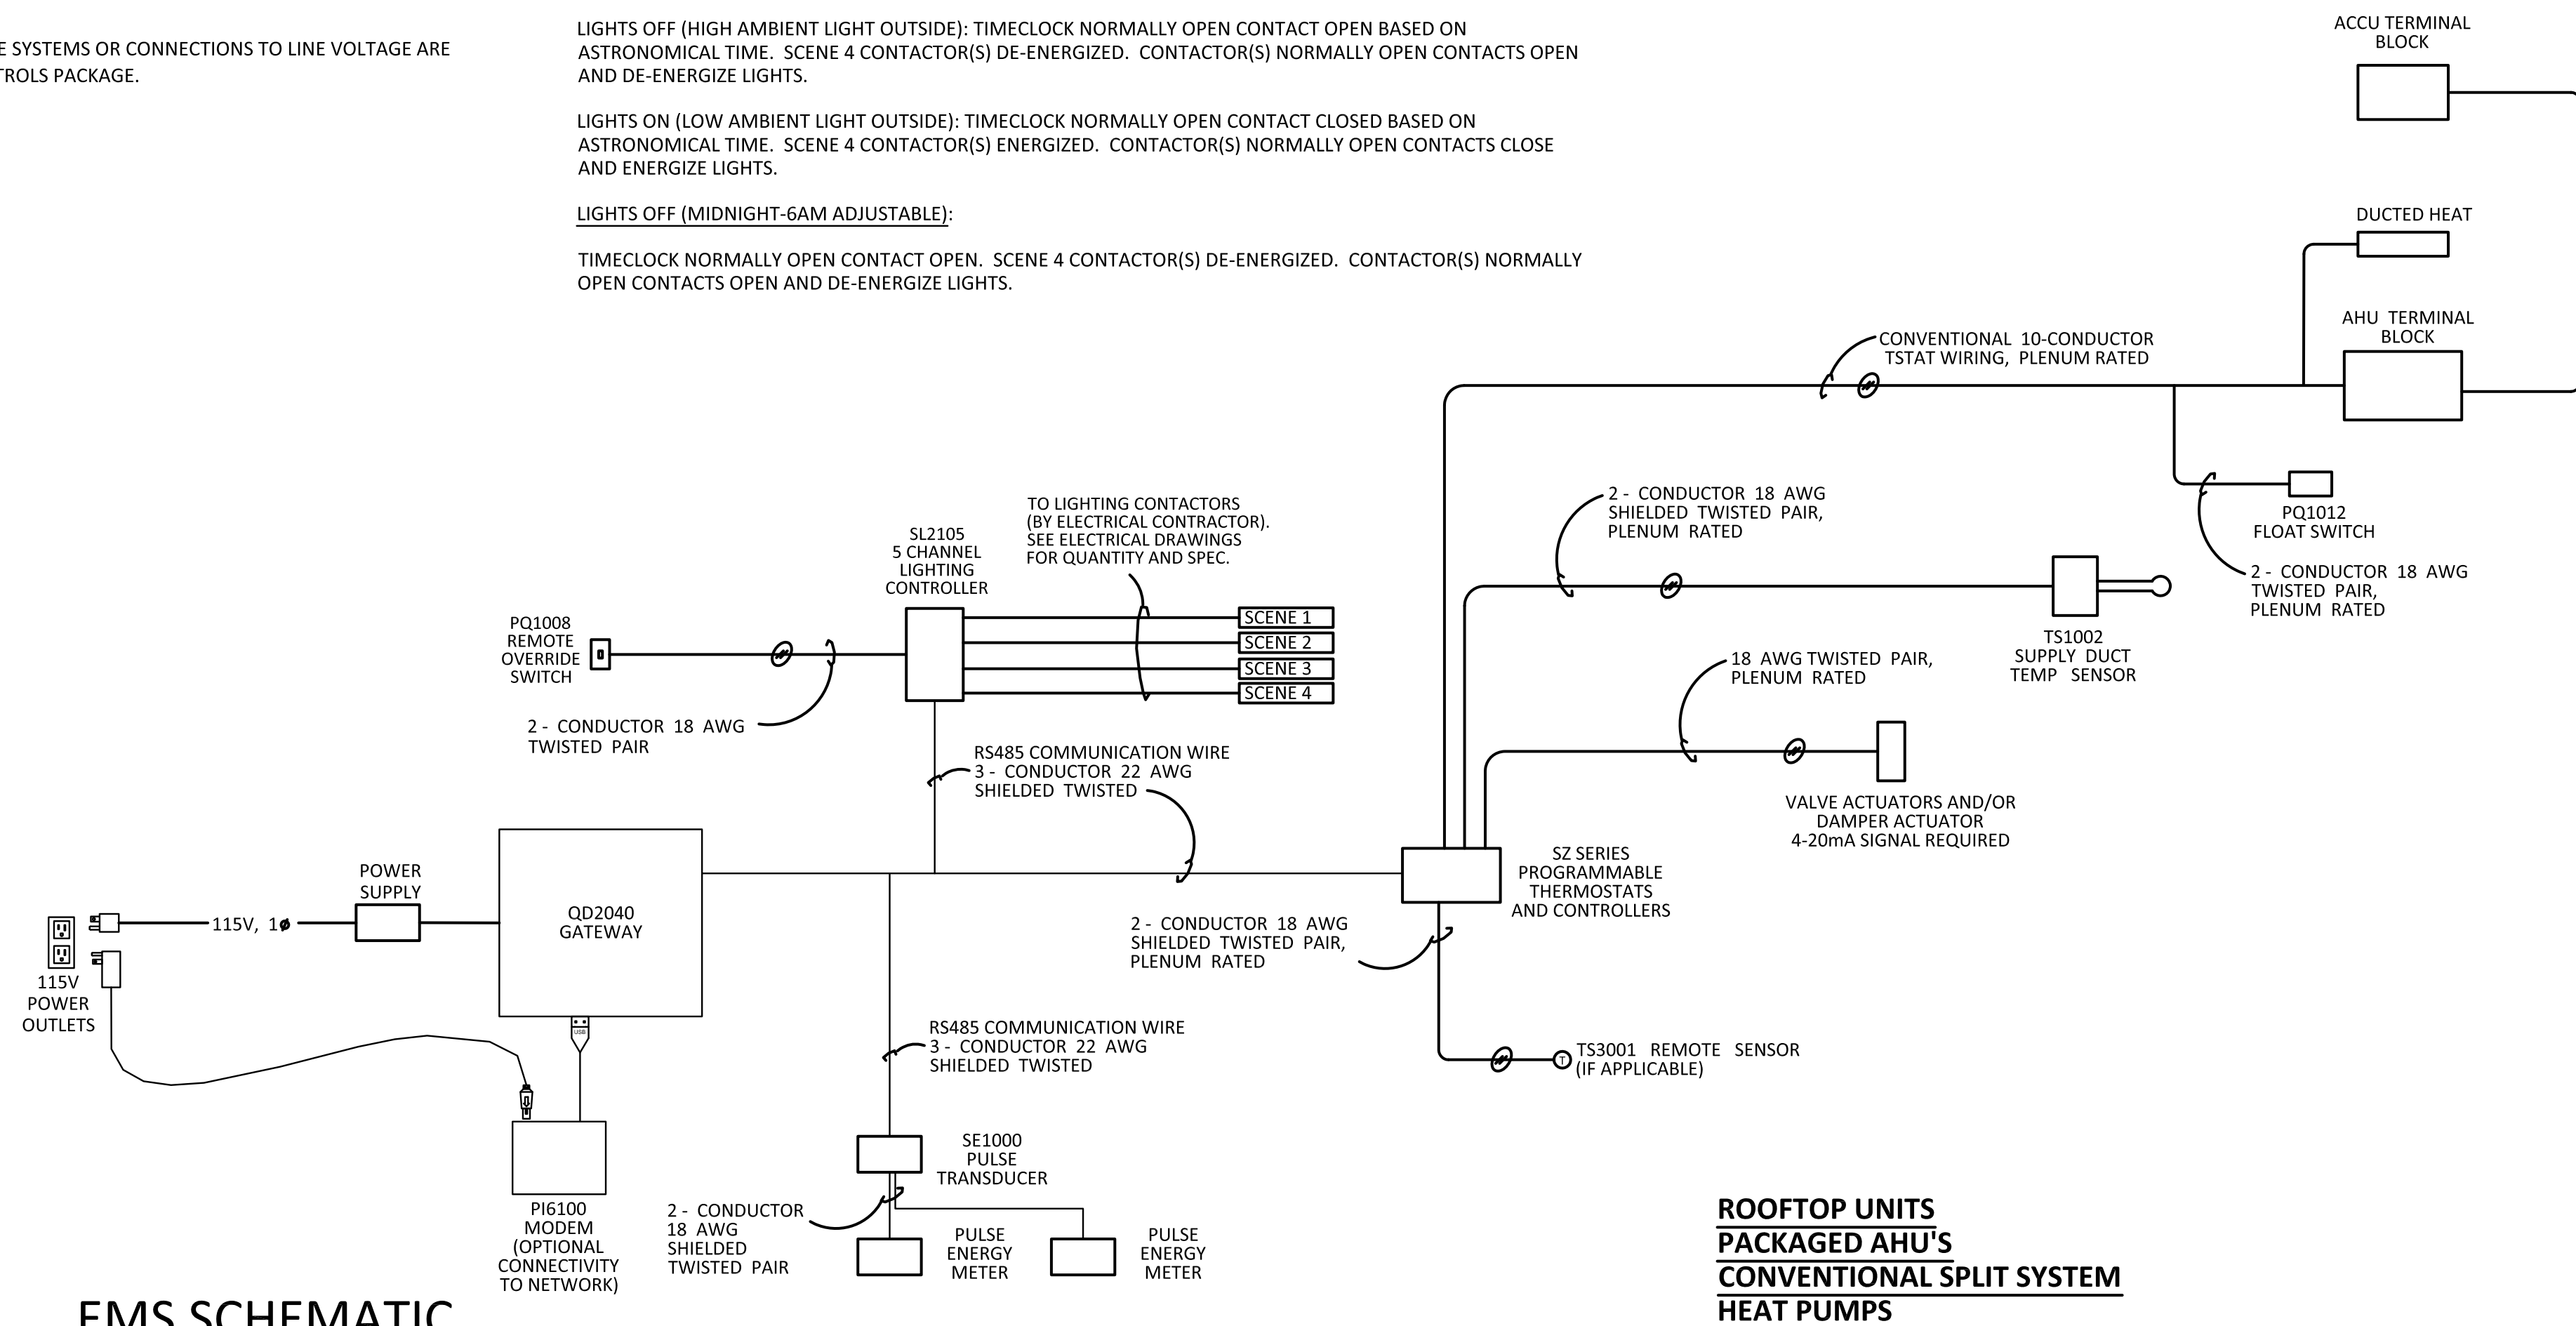 E SYSTEMS OR CONNECTIONS TO LINE VOLTAGE ARE
TROLS PACKAGE.
LIGHTS OFF (HIGH AMBIENT LIGHT OUTSIDE): TIMECLOCK NORMALLY OPEN CONTACT OPEN BASED ON
ASTRONOMICAL TIME. SCENE 4 CONTACTOR(S) DE-ENERGIZED. CONTACTOR(S) NORMALLY OPEN CONTACTS OPEN
AND DE-ENERGIZE LIGHTS.
LIGHTS ON (LOW AMBIENT LIGHT OUTSIDE): TIMECLOCK NORMALLY OPEN CONTACT CLOSED BASED ON
ASTRONOMICAL TIME. SCENE 4 CONTACTOR(S) ENERGIZED. CONTACTOR(S) NORMALLY OPEN CONTACTS CLOSE
AND ENERGIZE LIGHTS.
LIGHTS OFF (MIDNIGHT-6AM ADJUSTABLE):
TIMECLOCK NORMALLY OPEN CONTACT OPEN. SCENE 4 CONTACTOR(S) DE-ENERGIZED. CONTACTOR(S) NORMALLY
OPEN CONTACTS OPEN AND DE-ENERGIZE LIGHTS.
ACCU TERMINAL
BLOCK
DUCTED HEAT
AHU TERMINAL
BLOCK
CONVENTIONAL 10-CONDUCTOR
TSTAT WIRING, PLENUM RATED
PQ1012
FLOAT SWITCH
2 - CONDUCTOR 18 AWG
TWISTED PAIR,
PLENUM RATED
2 - CONDUCTOR 18 AWG
SHIELDED TWISTED PAIR,
PLENUM RATED
TS1002
SUPPLY DUCT
TEMP SENSOR
18 AWG TWISTED PAIR,
PLENUM RATED
VALVE ACTUATORS AND/OR
DAMPER ACTUATOR
4-20mA SIGNAL REQUIRED
TO LIGHTING CONTACTORS
(BY ELECTRICAL CONTRACTOR).
SEE ELECTRICAL DRAWINGS
FOR QUANTITY AND SPEC.
SL2105
5 CHANNEL
LIGHTING
CONTROLLER
SCENE 1
SCENE 2
SCENE 3
SCENE 4
PQ1008
REMOTE
OVERRIDE
SWITCH
2 - CONDUCTOR 18 AWG
TWISTED PAIR
RS485 COMMUNICATION WIRE
3 - CONDUCTOR 22 AWG
SHIELDED TWISTED
SZ SERIES
PROGRAMMABLE
THERMOSTATS
AND CONTROLLERS
2 - CONDUCTOR 18 AWG
SHIELDED TWISTED PAIR,
PLENUM RATED
T
TS3001 REMOTE SENSOR
(IF APPLICABLE)
POWER
SUPPLY
115V, 1ø
QD2040
GATEWAY
115V
POWER
OUTLETS
USB
RS485 COMMUNICATION WIRE
3 - CONDUCTOR 22 AWG
SHIELDED TWISTED
SE1000
PULSE
TRANSDUCER
2 - CONDUCTOR
18 AWG
SHIELDED
TWISTED PAIR
PULSE
ENERGY
METER
PULSE
ENERGY
METER
PI6100
MODEM
(OPTIONAL
CONNECTIVITY
TO NETWORK)
EMS SCHEMATIC
ROOFTOP UNITS
PACKAGED AHU'S
CONVENTIONAL SPLIT SYSTEM
HEAT PUMPS